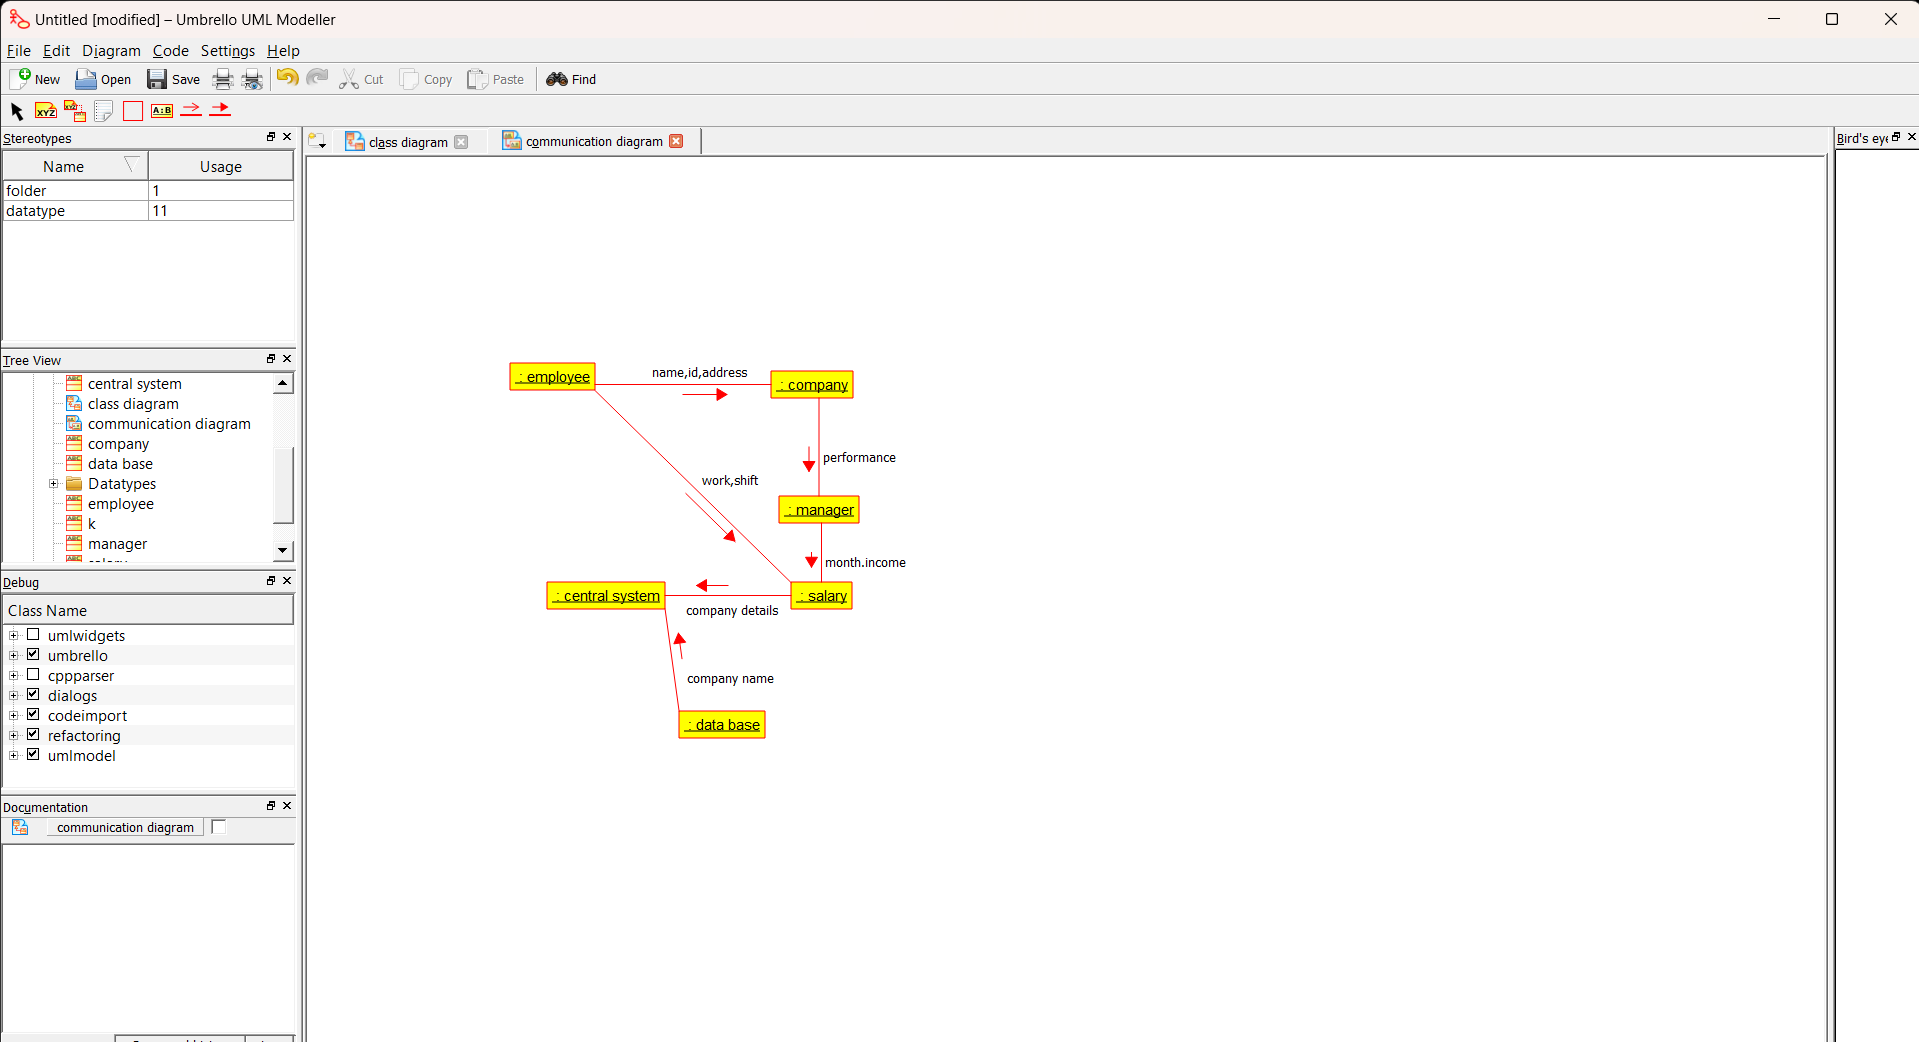 Untitled [modified] – Umbrello UML Modeller
File Edit Diagram Code Settings Help
New Open Save Cut Copy Paste Find
XYZ XYZ A:B
Stereotypes
Name Usage
folder 1
datatype 11
Tree View
central system
class diagram
communication diagram
company
data base
Datatypes
employee
k
manager
Debug
Class Name
umlwidgets
umbrello
cppparser
dialogs
codeimport
refactoring
umlmodel
Documentation
communication diagram
class diagram
communication diagram
: employee
name,id,address
: company
performance
work,shift
: manager
month.income
: central system
: salary
company details
company name
: data base
Bird's eye